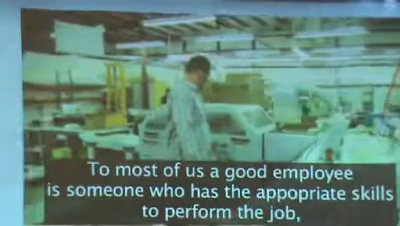 To most of us a good employee
is someone who has the appopriate skills
to perform the job,